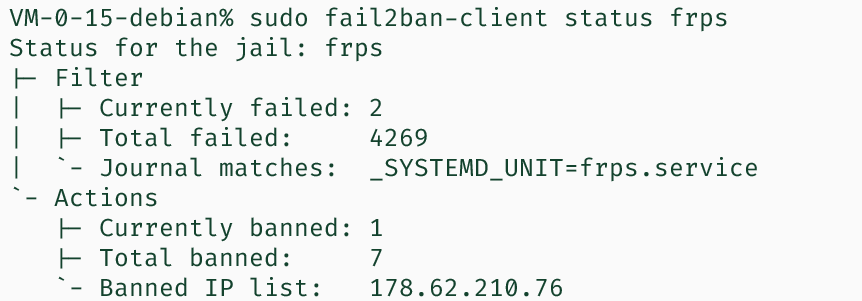 VM-0-15-debian% sudo fail2ban-client status frps
Status for the jail: frps
|- Filter
|  |- Currently failed: 2
|  |- Total failed:     4269
|  `- Journal matches:  _SYSTEMD_UNIT=frps.service
`- Actions
   |- Currently banned: 1
   |- Total banned:     7
   `- Banned IP list:   178.62.210.76